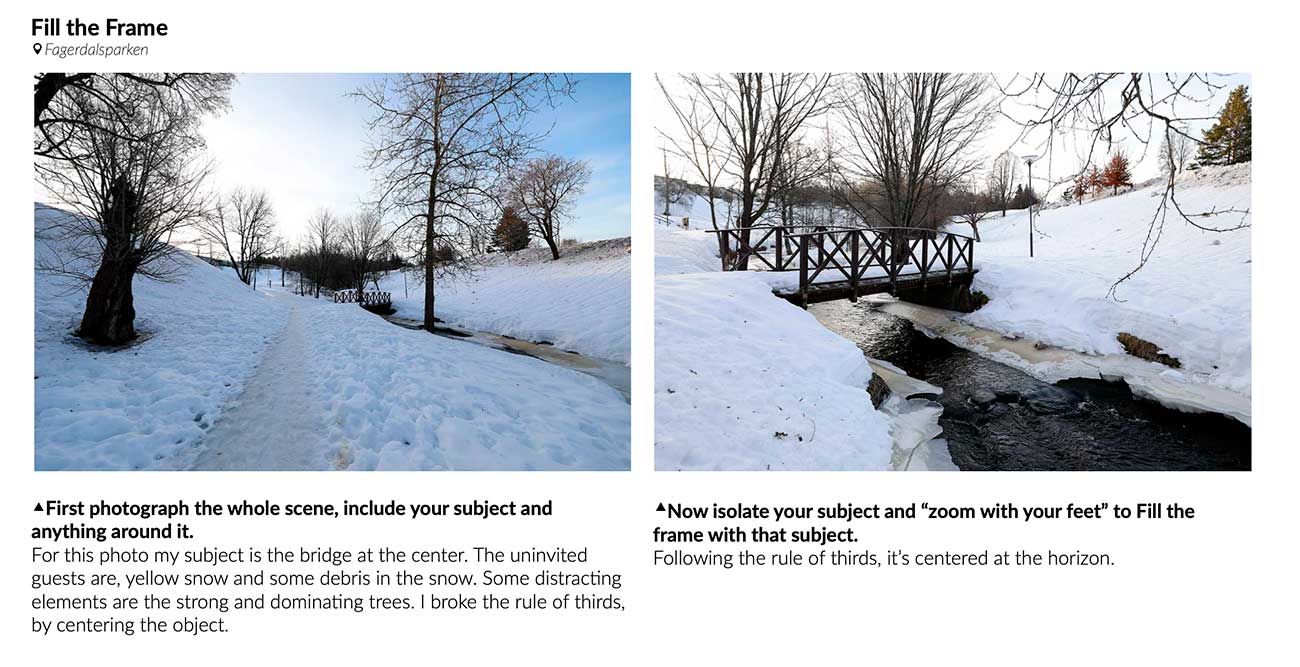 Fill the Frame
Fagerdalsparken
▲First photograph the whole scene, include your subject and
anything around it.
For this photo my subject is the bridge at the center. The uninvited
guests are, yellow snow and some debris in the snow. Some distracting
elements are the strong and dominating trees. I broke the rule of thirds,
by centering the object.
▲Now isolate your subject and “zoom with your feet” to Fill the
frame with that subject.
Following the rule of thirds, it’s centered at the horizon.